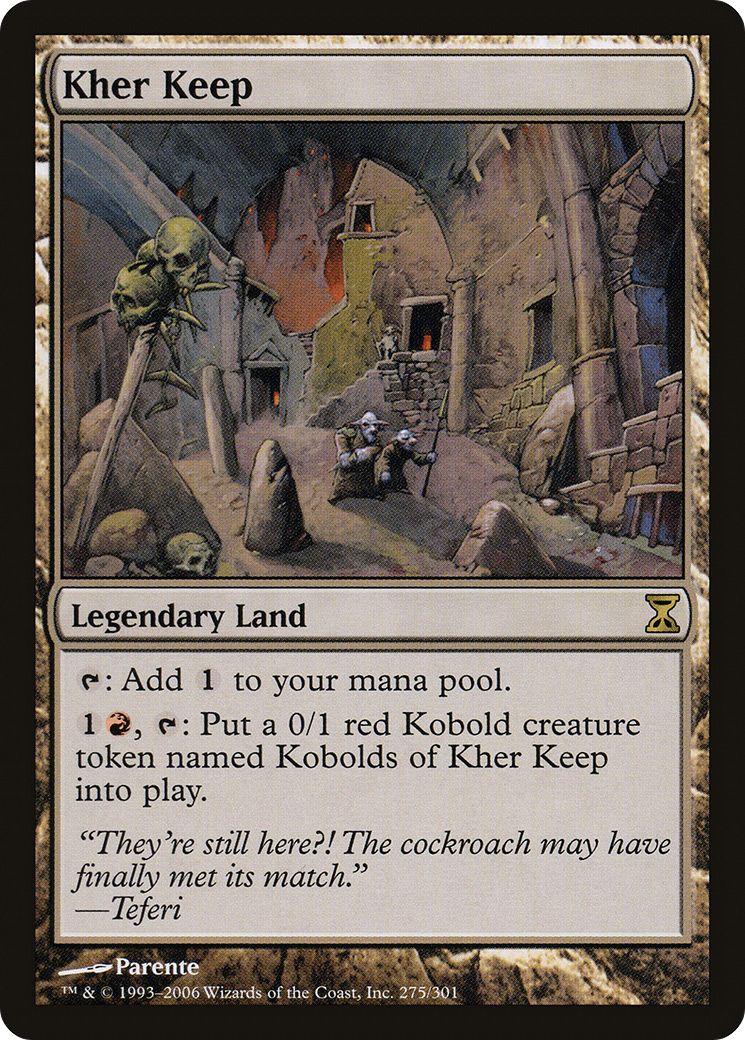 Kher Keep
Legendary Land
: Add 1 to your mana pool.
1 , : Put a 0/1 red Kobold creature
token named Kobolds of Kher Keep
into play.
“They’re still here?! The cockroach may have
finally met its match.”
—Teferi
Parente
™ & © 1993–2006 Wizards of the Coast, Inc. 275/301